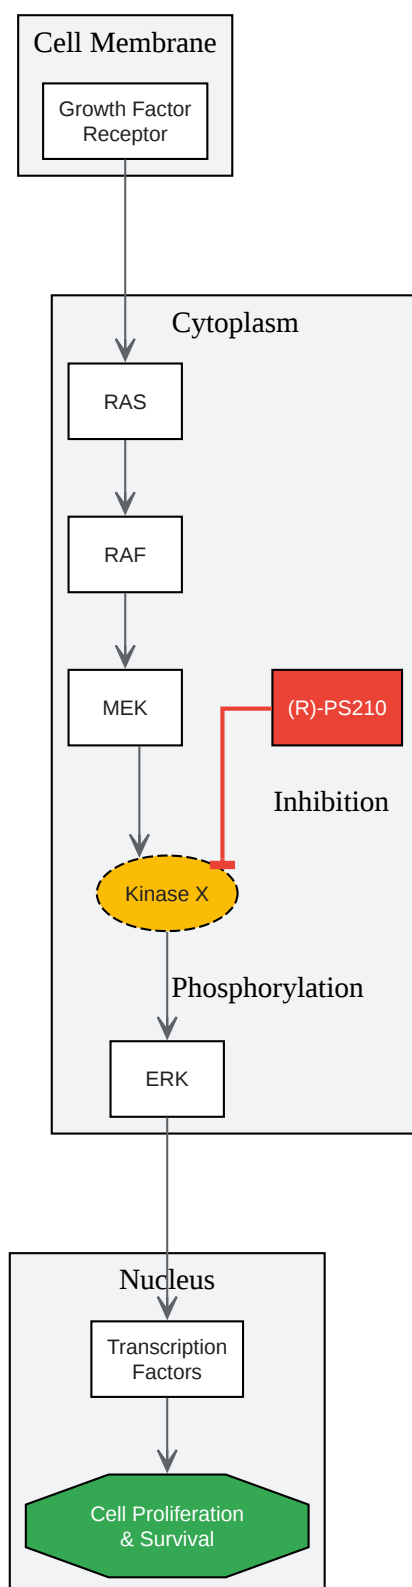 Cell Membrane
Growth Factor
Receptor
Cytoplasm
RAS
RAF
MEK
(R)-PS210
Inhibition
Kinase X
Phosphorylation
ERK
Nucleus
Transcription
Factors
Cell Proliferation
& Survival